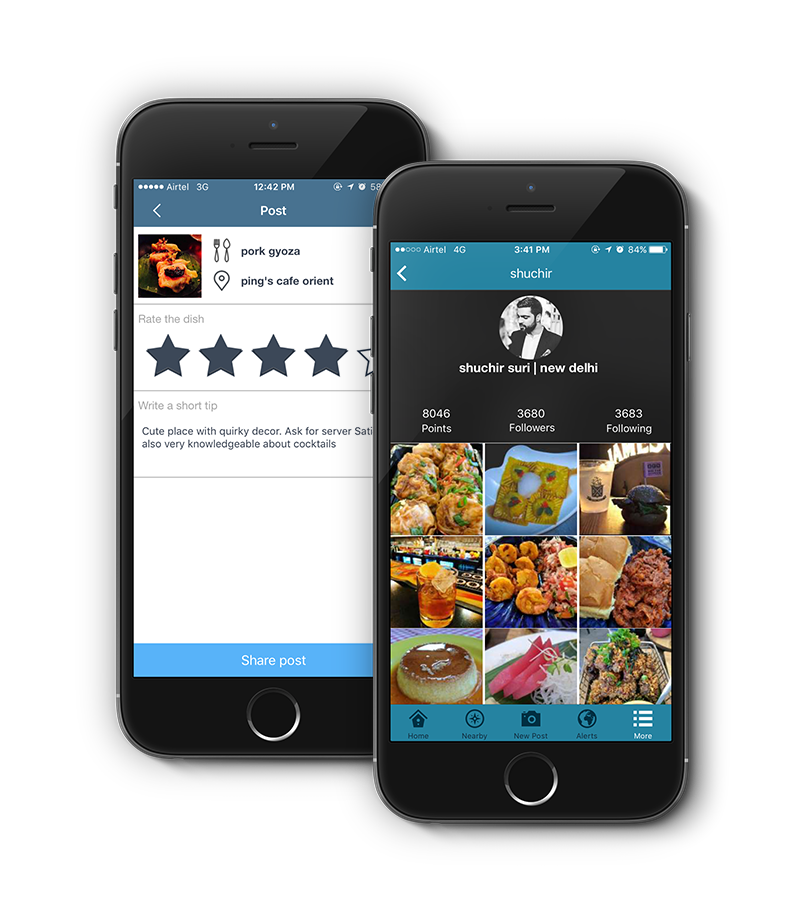 Airtel 3G 12:42 PM
Post
pork gyoza
ping's cafe orient
Rate the dish
Write a short tip
Cute place with quirky decor. Ask for server
also very knowledgeable about cocktails
Share post
Airtel 4G 3:41 PM 84%
shuchir
shuchir suri | new delhi
8046 3680 3683
Points Followers Following
Home Nearby New Post Alerts More